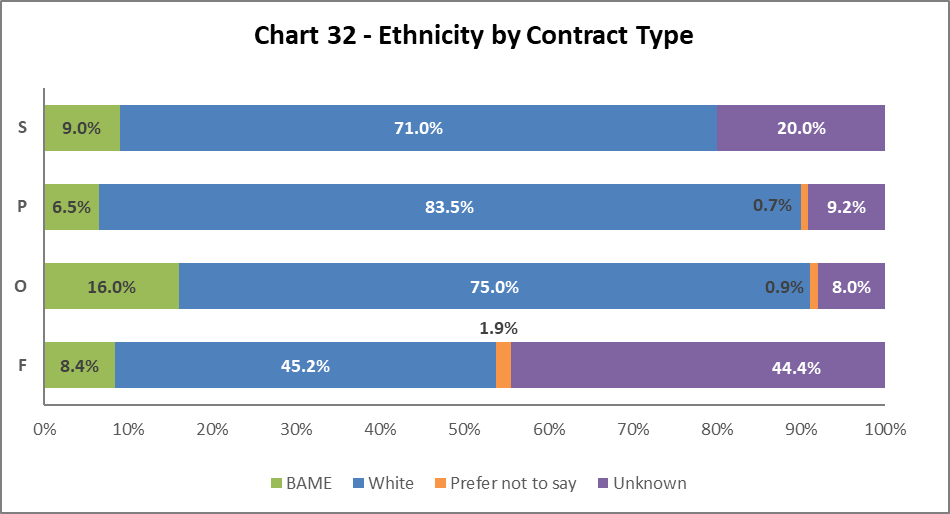 Chart 32 - Ethnicity by Contract Type
S 9.0% 71.0% 20.0%
P 6.5% 83.5% 0.7% 9.2%
O 16.0% 75.0% 0.9% 8.0%
1.9%
F 8.4% 45.2% 44.4%
0% 10% 20% 30% 40% 50% 60% 70% 80% 90% 100%
BAME White Prefer not to say Unknown